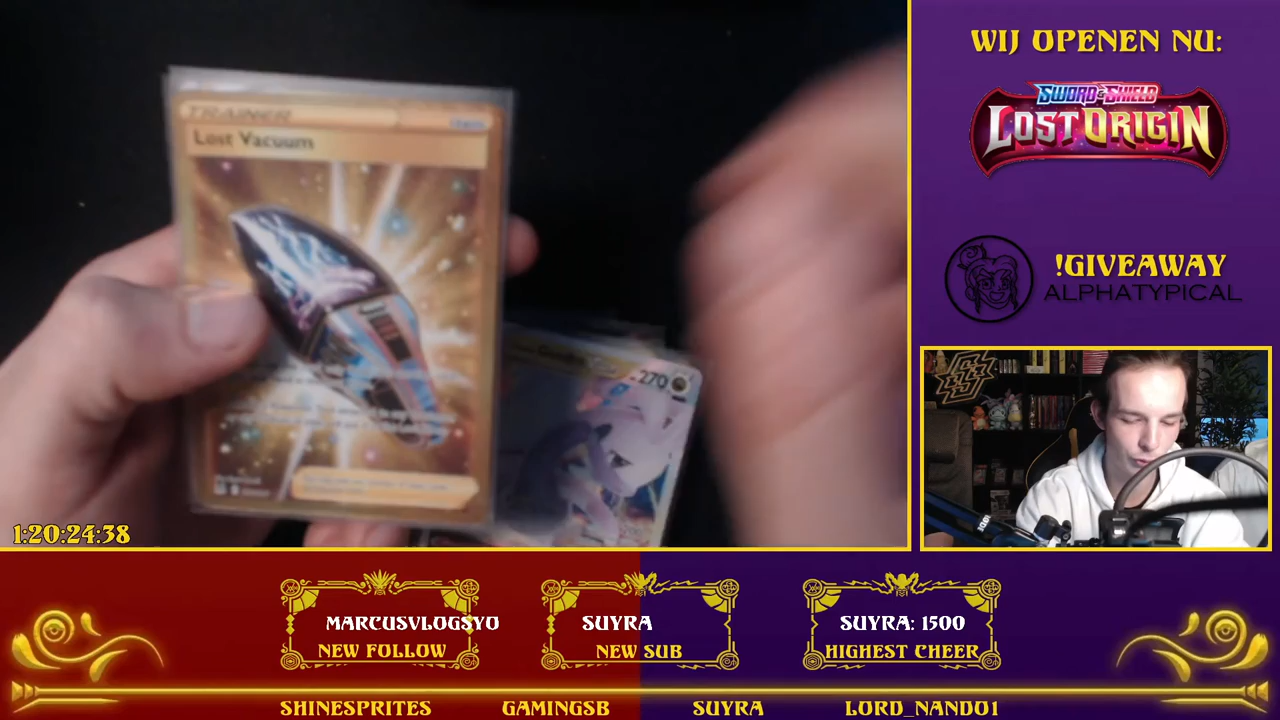 TRAINER
Lost Vacuum
270
1:20:24:38
WIJ OPENEN NU:
SWORD & SHIELD
LOST ORIGIN
!GIVEAWAY
ALPHATYPICAL
MARCUSVLOGSYO
NEW FOLLOW
SUYRA
NEW SUB
SUYRA: 1500
HIGHEST CHEER
SHINESPRITES
GAMINGSB
SUYRA
LORD_NANDO1